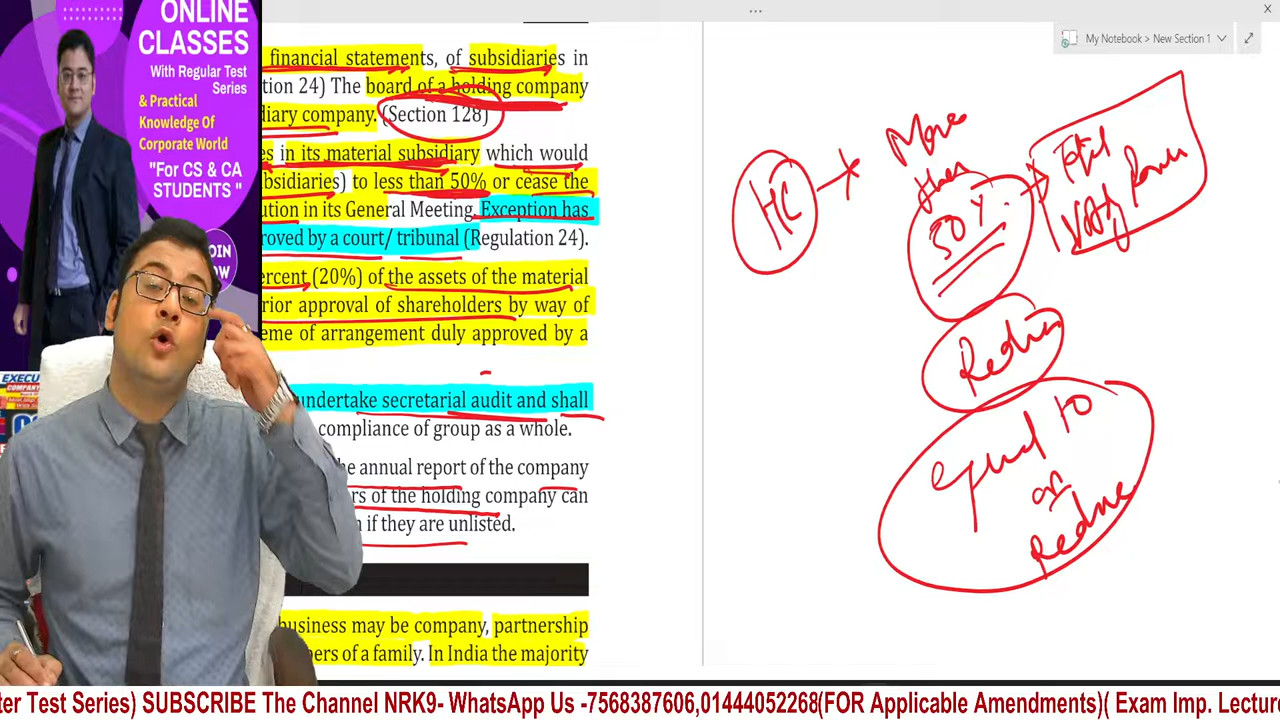 ONLINE
CLASSES
With Regular Test
Series
& Practical
Knowledge Of
Corporate World
"For CS & CA
STUDENTS "
financial statements, of subsidiaries in
tion 24) The board of a holding company
diary company. (Section 128)
es in its material subsidiary which would
ubsidiaries) to less than 50% or cease the
ution in its General Meeting. Exception has
roved by a court/ tribunal (Regulation 24).
ercent (20%) of the assets of the material
rior approval of shareholders by way of
eme of arrangement duly approved by a
undertake secretarial audit and shall
compliance of group as a whole.
he annual report of the company
rs of the holding company can
n if they are unlisted.
business may be company, partnership
bers of a family. In India the majority
My Notebook > New Section 1
HC
More
than
50 %
Total
Voting Power
equal to
or
Reduce
ter Test Series) SUBSCRIBE The Channel NRK9- WhatsApp Us -7568387606,01444052268(FOR Applicable Amendments)( Exam Imp. Lecture